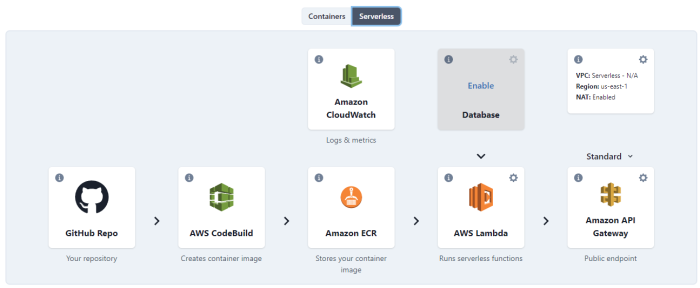 Containers Serverless
Amazon
CloudWatch
Logs & metrics
Enable
Database
VPC: Serverless - N/A
Region: us-east-1
NAT: Enabled
Standard
GitHub Repo
Your repository
AWS CodeBuild
Creates container image
Amazon ECR
Stores your container
image
AWS Lambda
Runs serverless functions
Amazon API
Gateway
Public endpoint